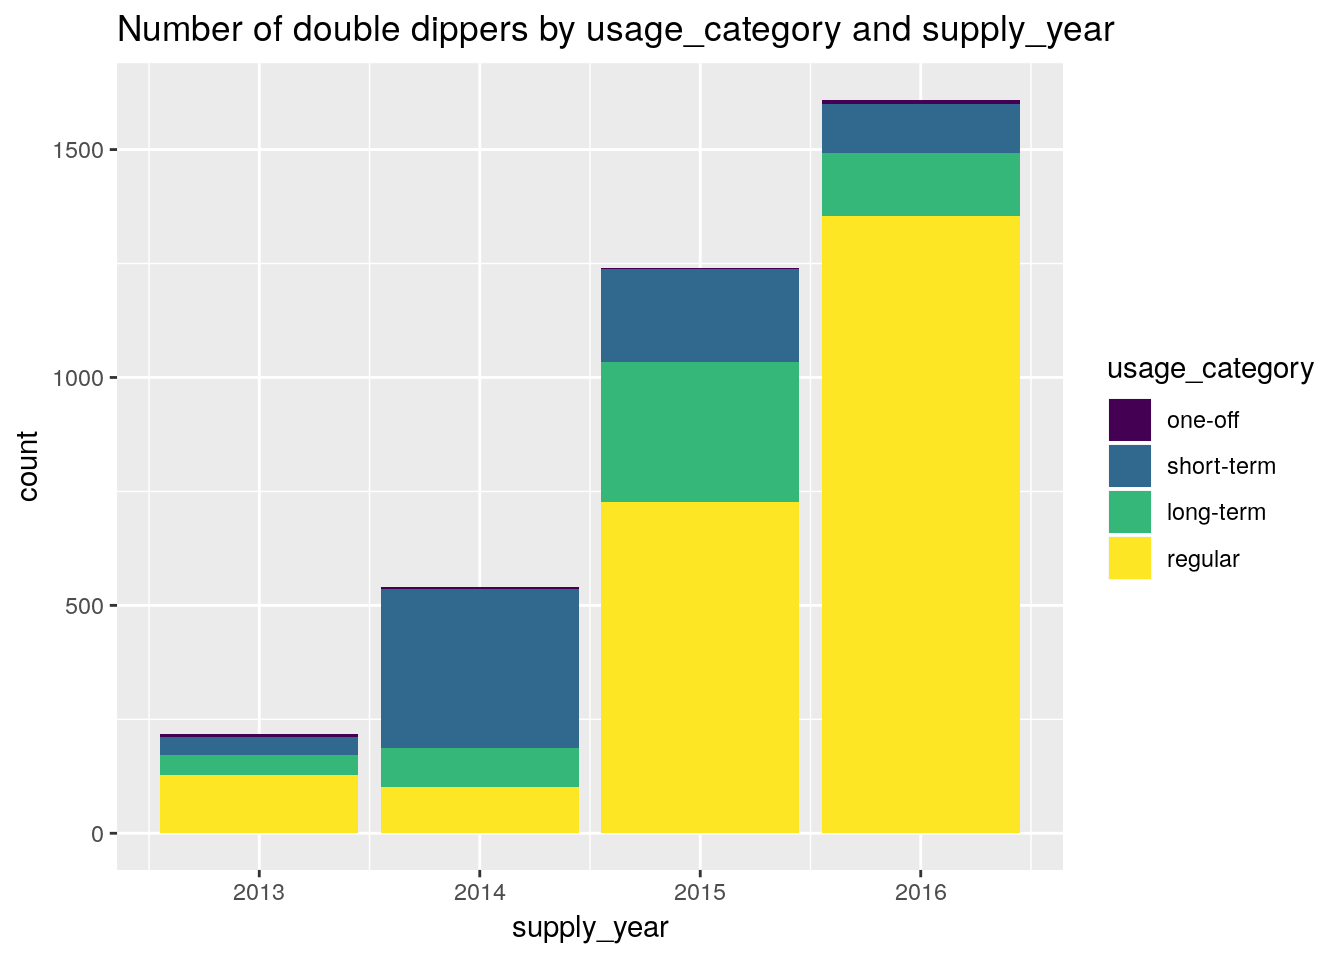 Number of double dippers by usage_category and supply_year
1500
1000
500
0
count
2013 2014 2015 2016
supply_year
usage_category
one-off
short-term
long-term
regular